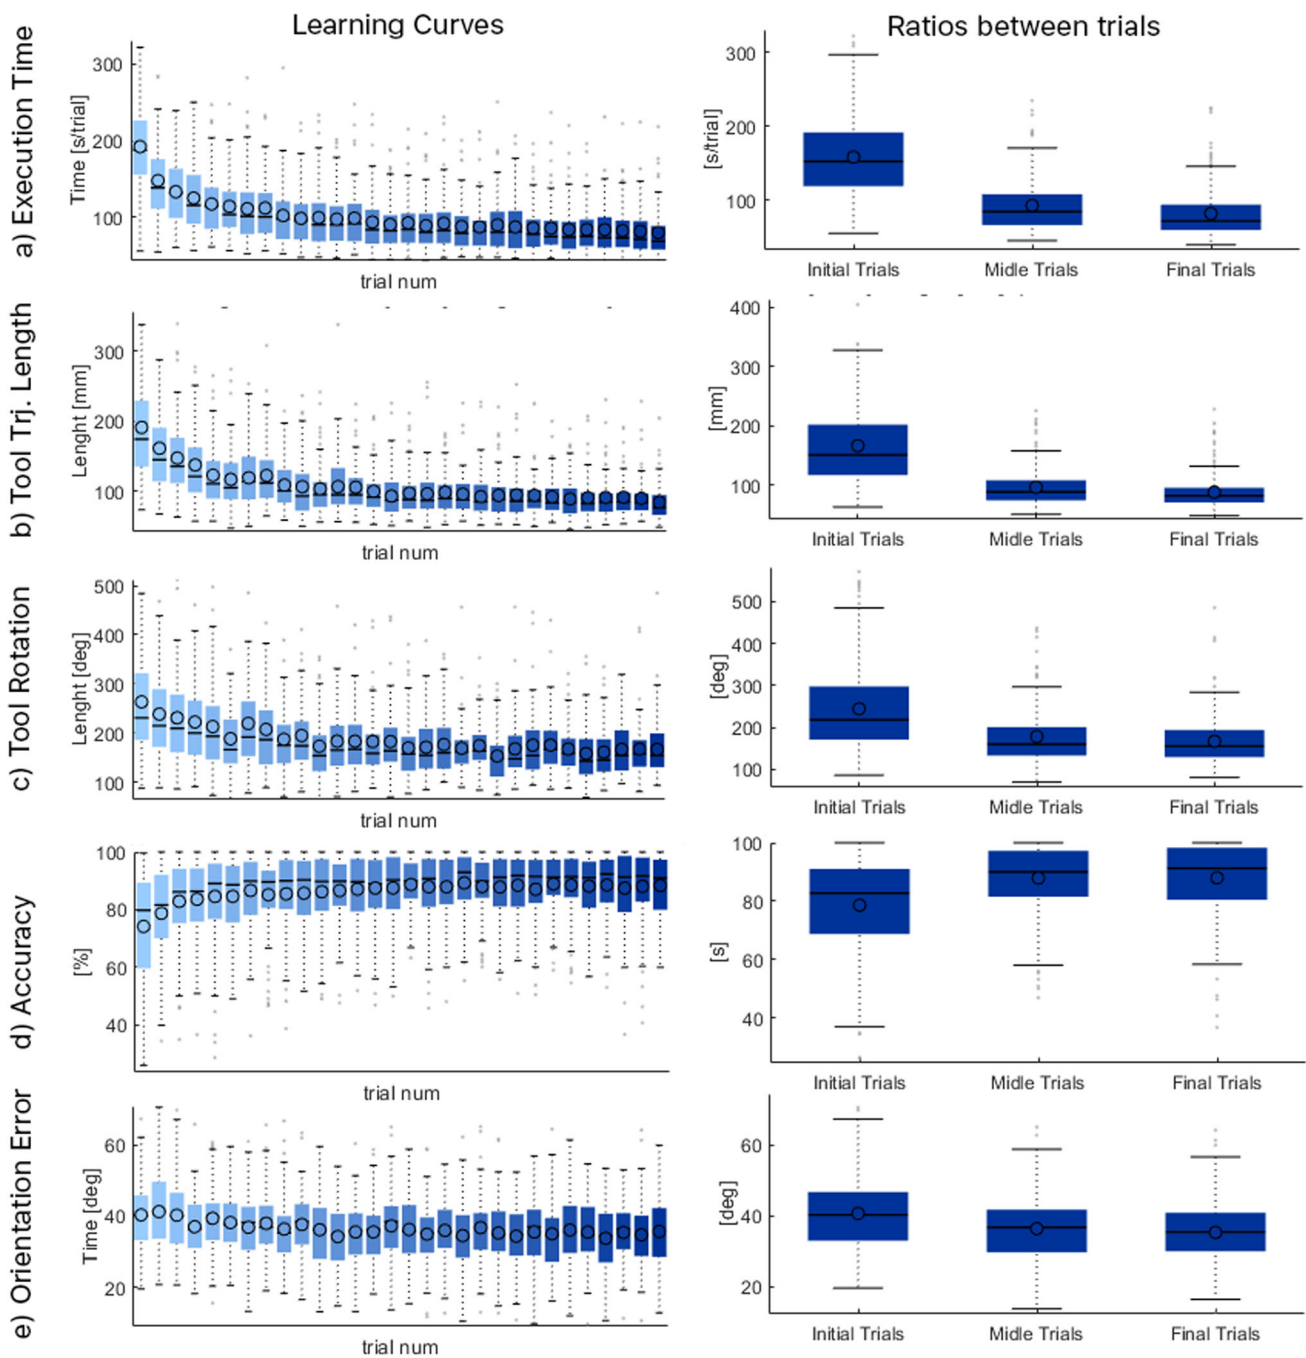 Learning Curves
Ratios between trials
a) Execution Time
Time [s/trial]
300
200
100
trial num
[s/trial]
300
200
100
Initial Trials
Midle Trials
Final Trials
b) Tool Trj. Length
Lenght [mm]
300
200
100
trial num
[mm]
400
300
200
100
Initial Trials
Midle Trials
Final Trials
c) Tool Rotation
Lenght [deg]
500
400
300
200
100
trial num
[deg]
500
400
300
200
100
Initial Trials
Midle Trials
Final Trials
d) Accuracy
[%]
100
80
60
40
trial num
[s]
100
80
60
40
Initial Trials
Midle Trials
Final Trials
e) Orientation Error
Time [deg]
60
40
20
trial num
[deg]
60
40
20
Initial Trials
Midle Trials
Final Trials